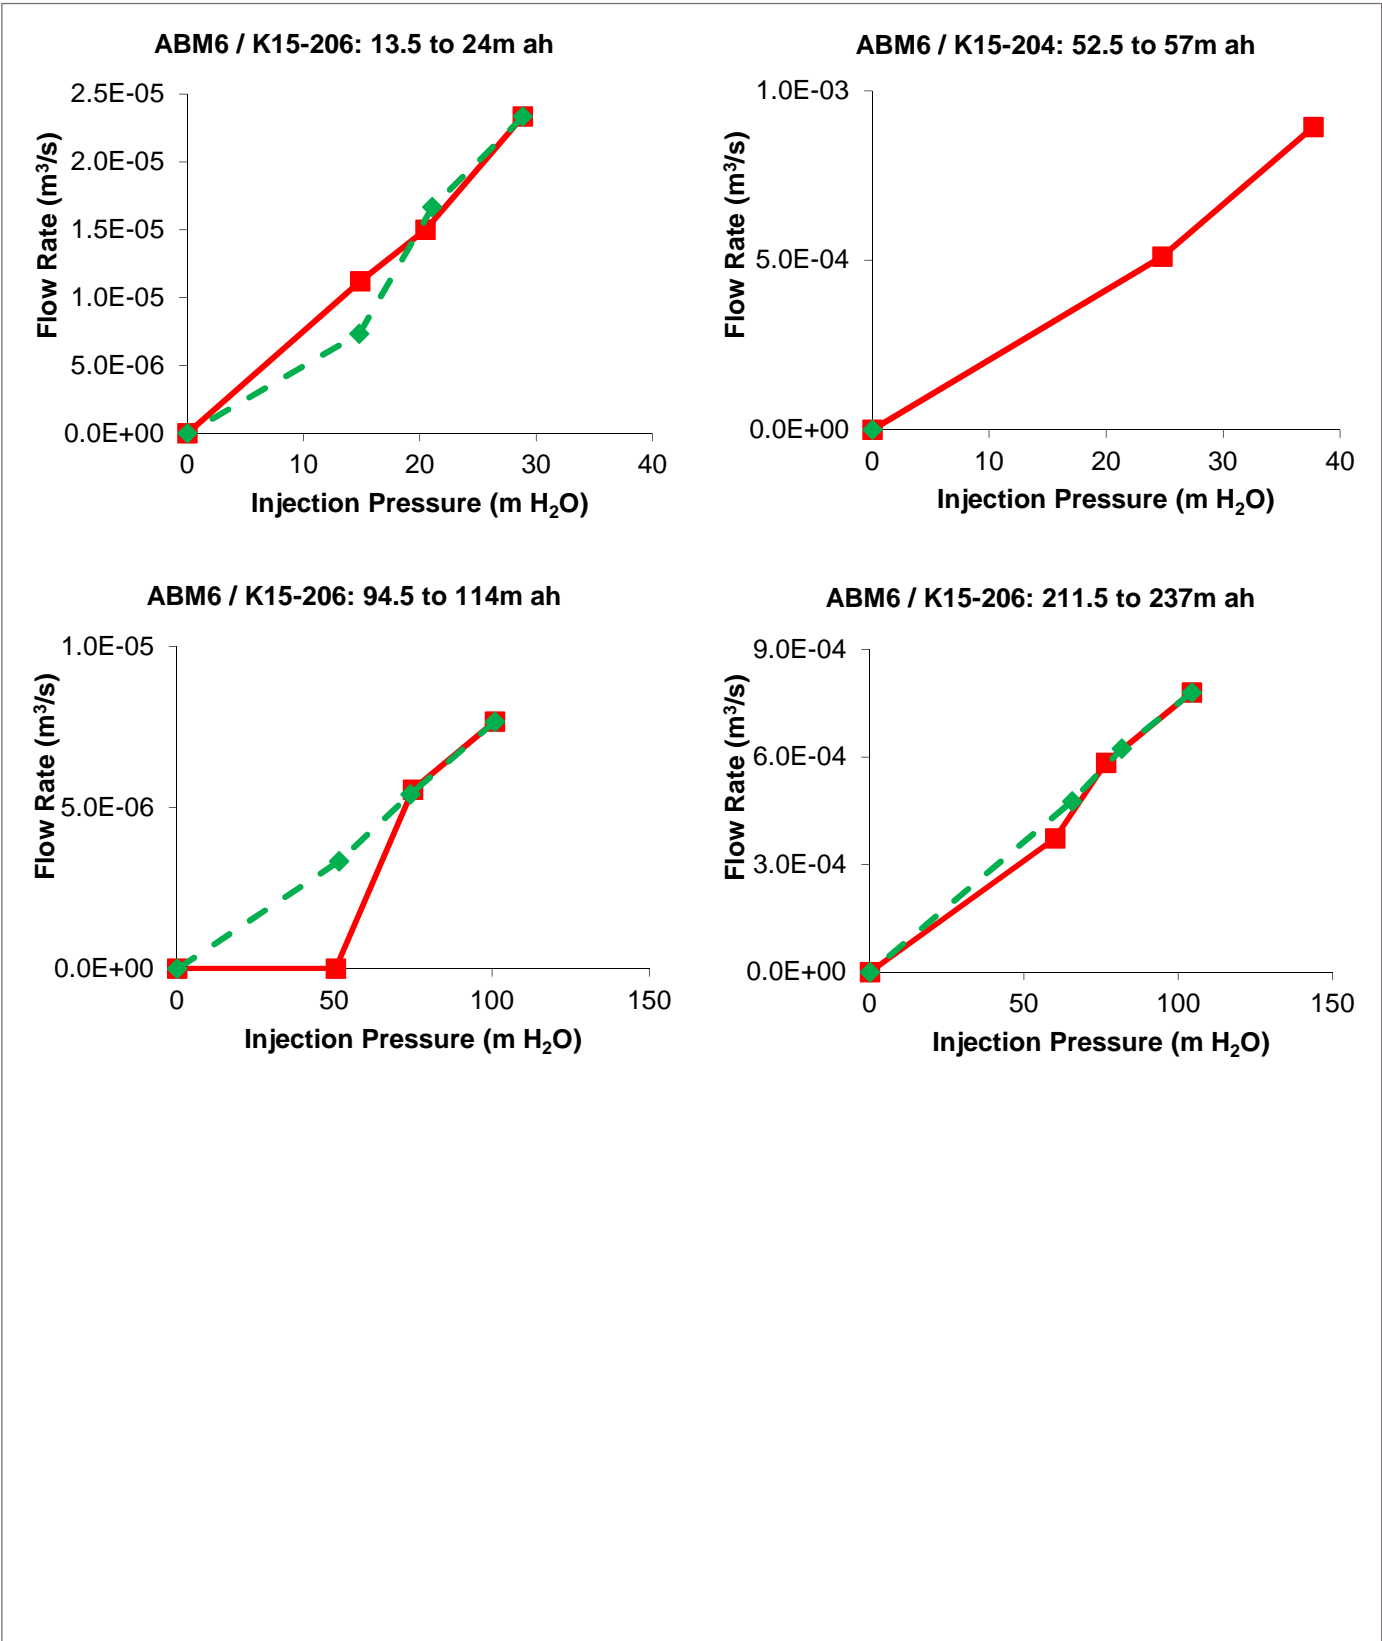 ABM6 / K15-206: 13.5 to 24m ah
2.5E-05
2.0E-05
1.5E-05
1.0E-05
5.0E-06
0.0E+00
Flow Rate (m³/s)
0 10 20 30 40
Injection Pressure (m H₂O)
ABM6 / K15-204: 52.5 to 57m ah
1.0E-03
5.0E-04
0.0E+00
Flow Rate (m³/s)
0 10 20 30 40
Injection Pressure (m H₂O)
ABM6 / K15-206: 94.5 to 114m ah
1.0E-05
5.0E-06
0.0E+00
Flow Rate (m³/s)
0 50 100 150
Injection Pressure (m H₂O)
ABM6 / K15-206: 211.5 to 237m ah
9.0E-04
6.0E-04
3.0E-04
0.0E+00
Flow Rate (m³/s)
0 50 100 150
Injection Pressure (m H₂O)